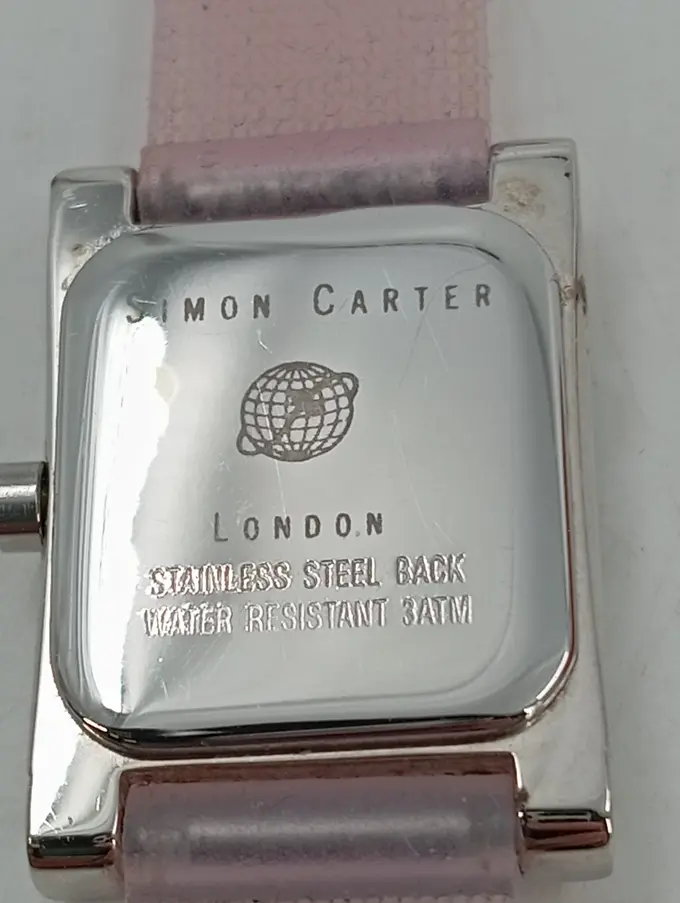 SIMON CARTER
LONDON
STAINLESS STEEL BACK
WATER RESISTANT 3ATM